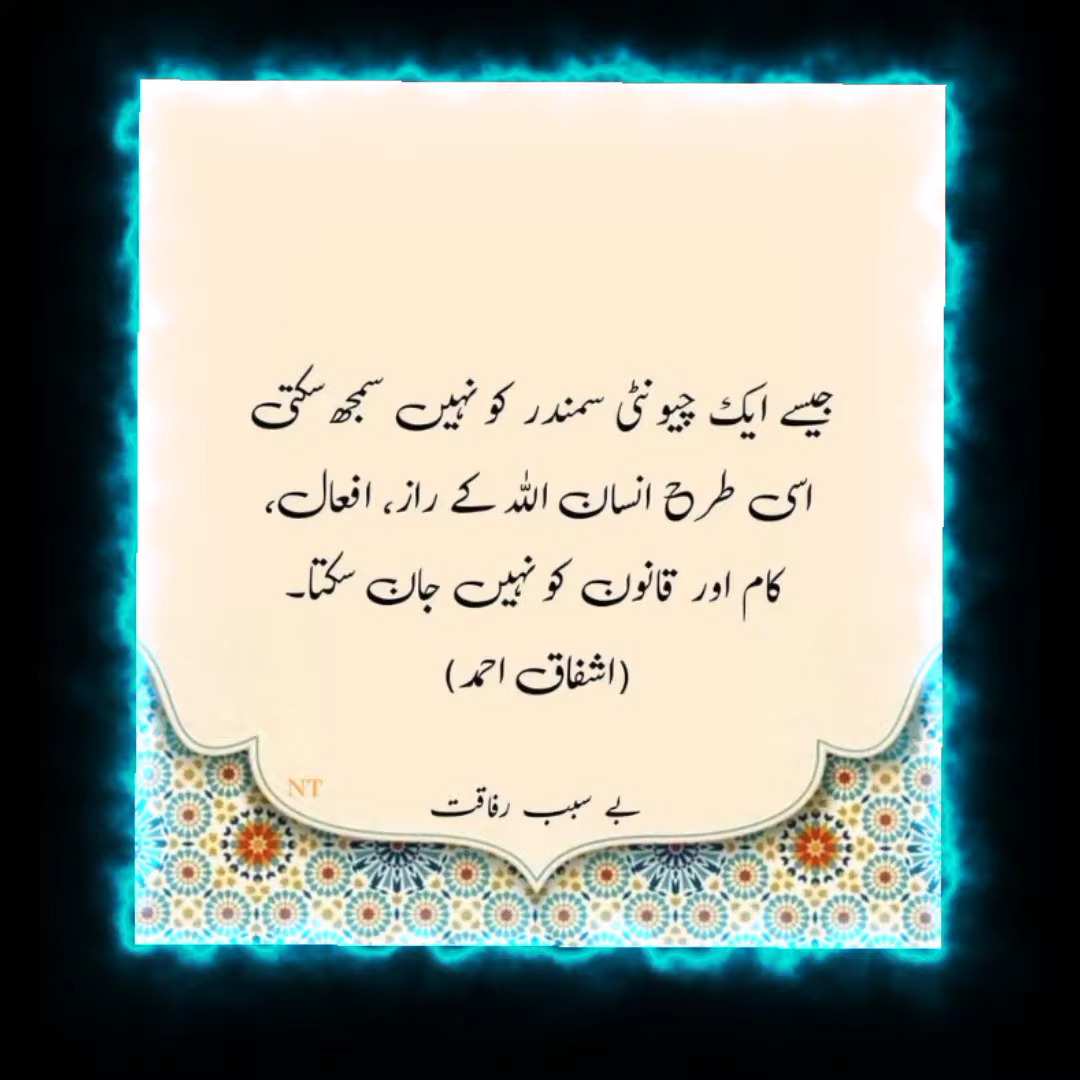 جیسے ایک چیونٹی سمندر کو نہیں سمجھ سکتی
اسی طرح انسان اللہ کے راز، افعال،
کام اور قانون کو نہیں جان سکتا۔
(اشفاق احمد)
NT
بے سبب رفاقت